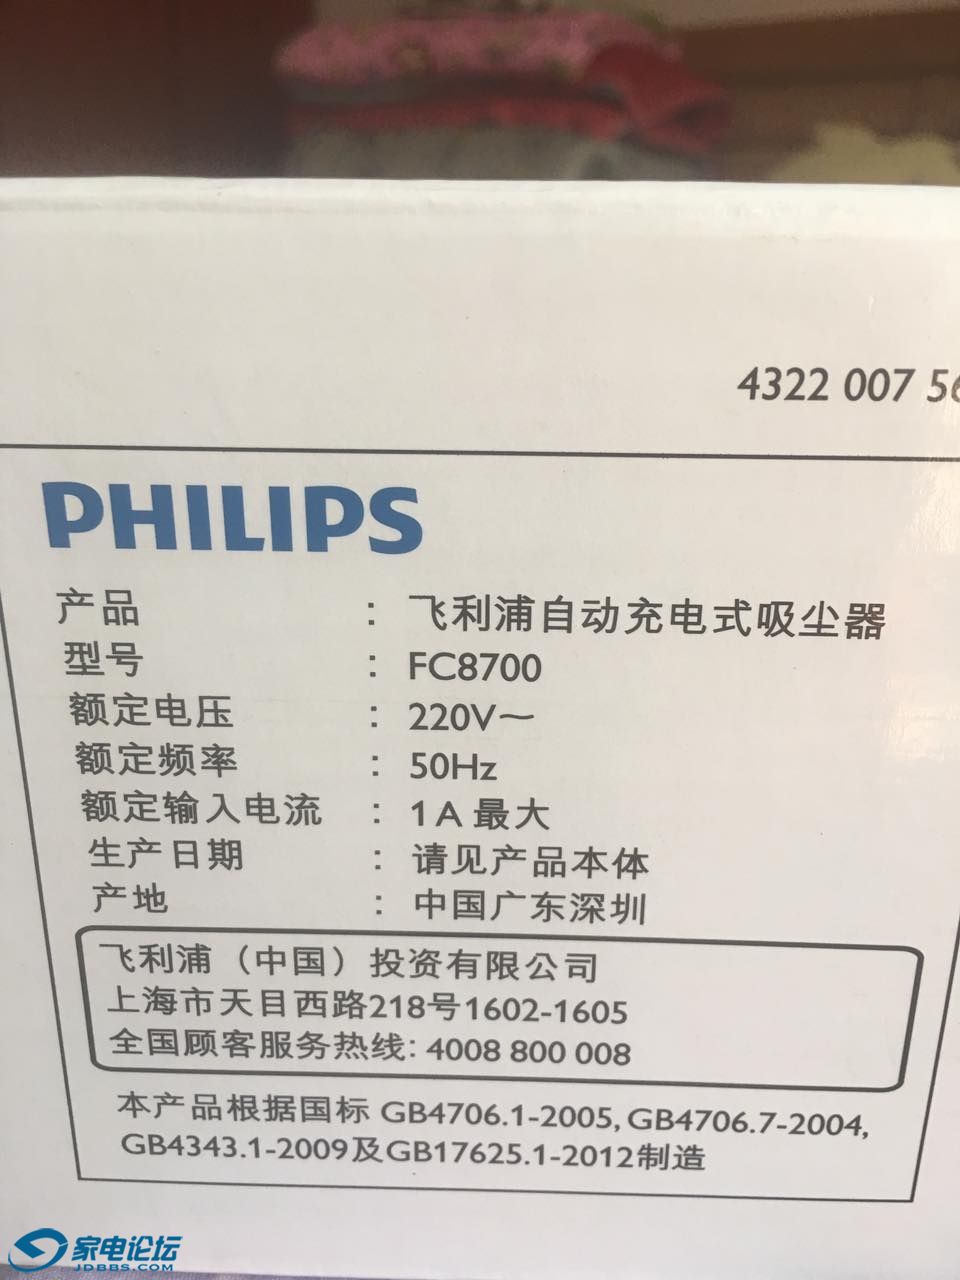 4322 007 56
PHILIPS
产品 : 飞利浦自动充电式吸尘器
型号 : FC8700
额定电压 : 220V～
额定频率 : 50Hz
额定输入电流 : 1A 最大
生产日期 : 请见产品本体
产地 : 中国广东深圳
飞利浦（中国）投资有限公司
上海市天目西路218号1602-1605
全国顾客服务热线: 4008 800 008
本产品根据国标 GB4706.1-2005, GB4706.7-2004,
GB4343.1-2009及GB17625.1-2012制造
家电论坛
JDBBS.COM